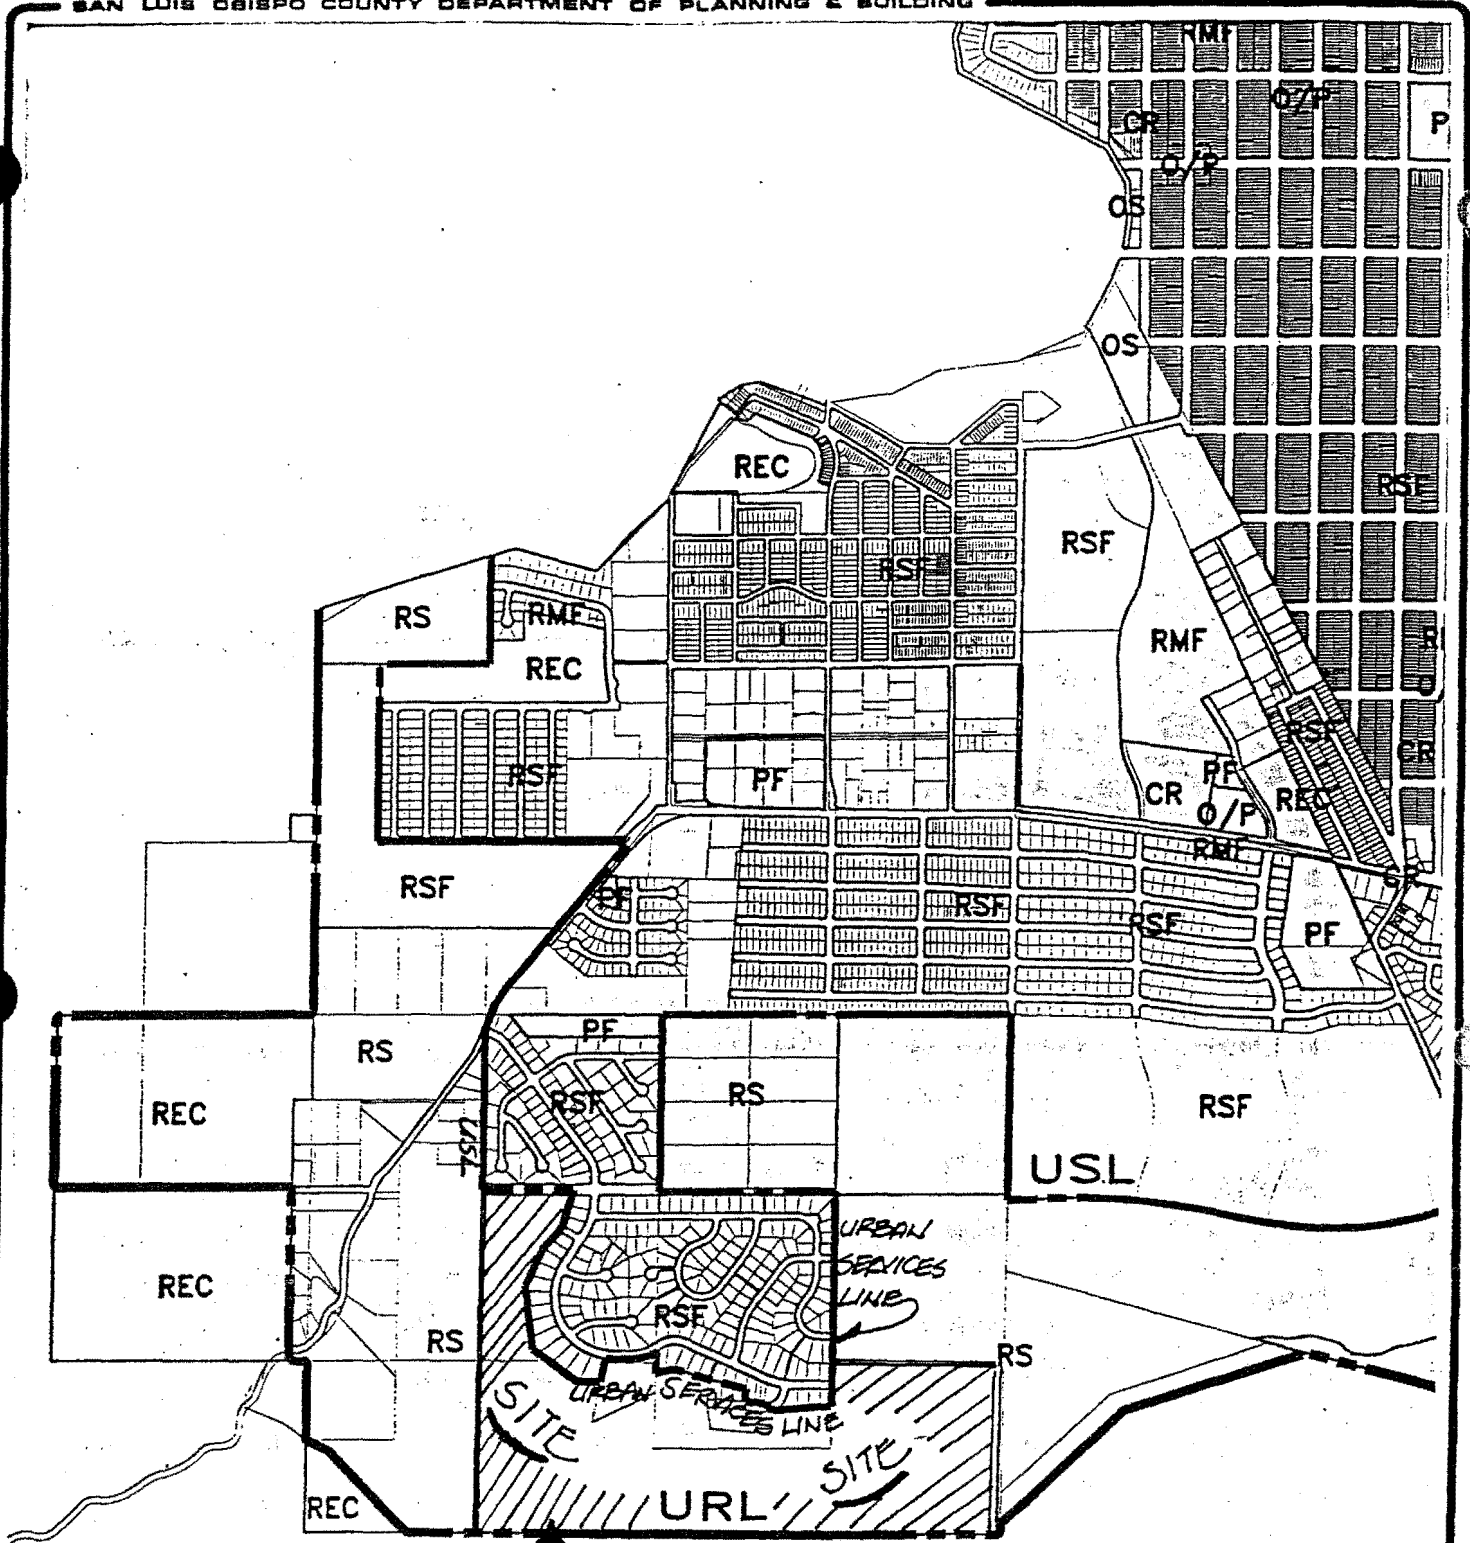 SAN LUIS OBISPO COUNTY DEPARTMENT OF PLANNING & BUILDING
RMF
O/P
CR
P
O/P
OS
OS
REC
RSF
RSF
RSF
RS
RMF
RMF
REC
RSF
CR
RSF
PF
PF
CR
REC
O/P
RMF
RSF
CR
PF
RSF
RSF
PF
PF
RS
RSF
RS
RSF
REC
USL
USL
URBAN
SERVICES
LINE
REC
RSF
RS
RS
URBAN SERVICES LINE
SITE
SITE
URL
REC